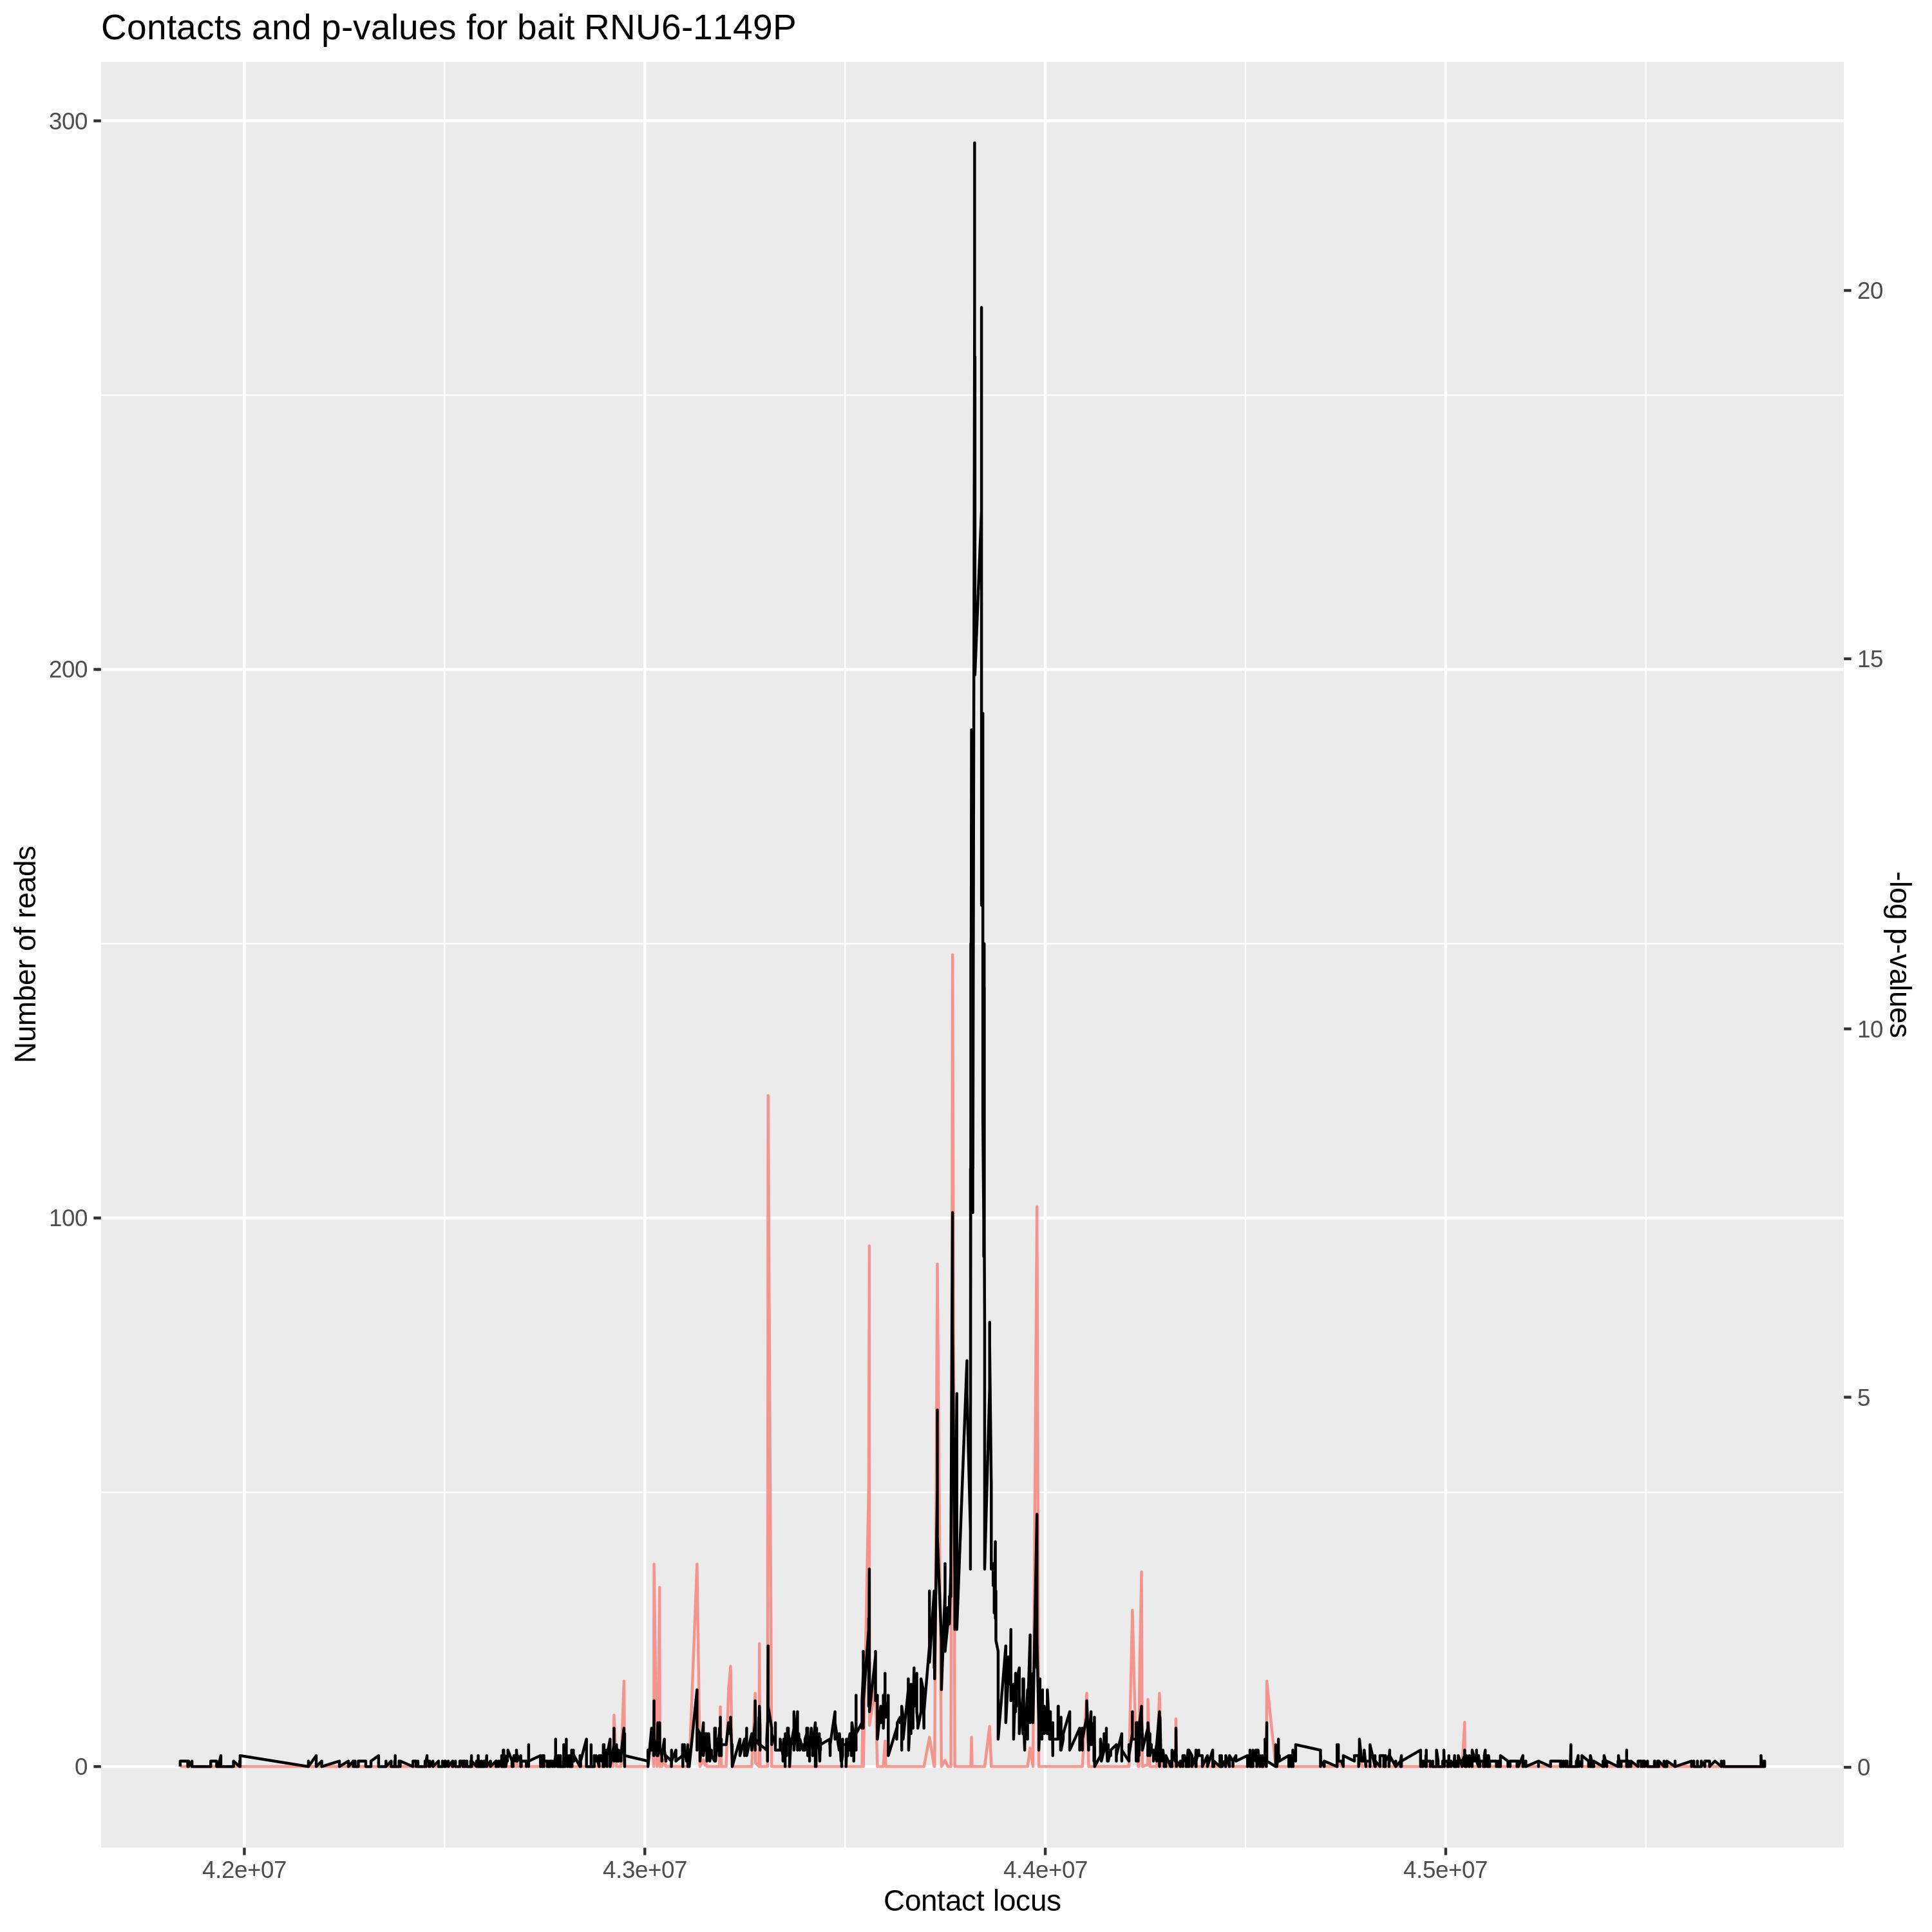 Contacts and p-values for bait RNU6-1149P
300
200
100
0
Number of reads
20
15
10
5
0
-log p-values
4.2e+07
4.3e+07
4.4e+07
4.5e+07
Contact locus